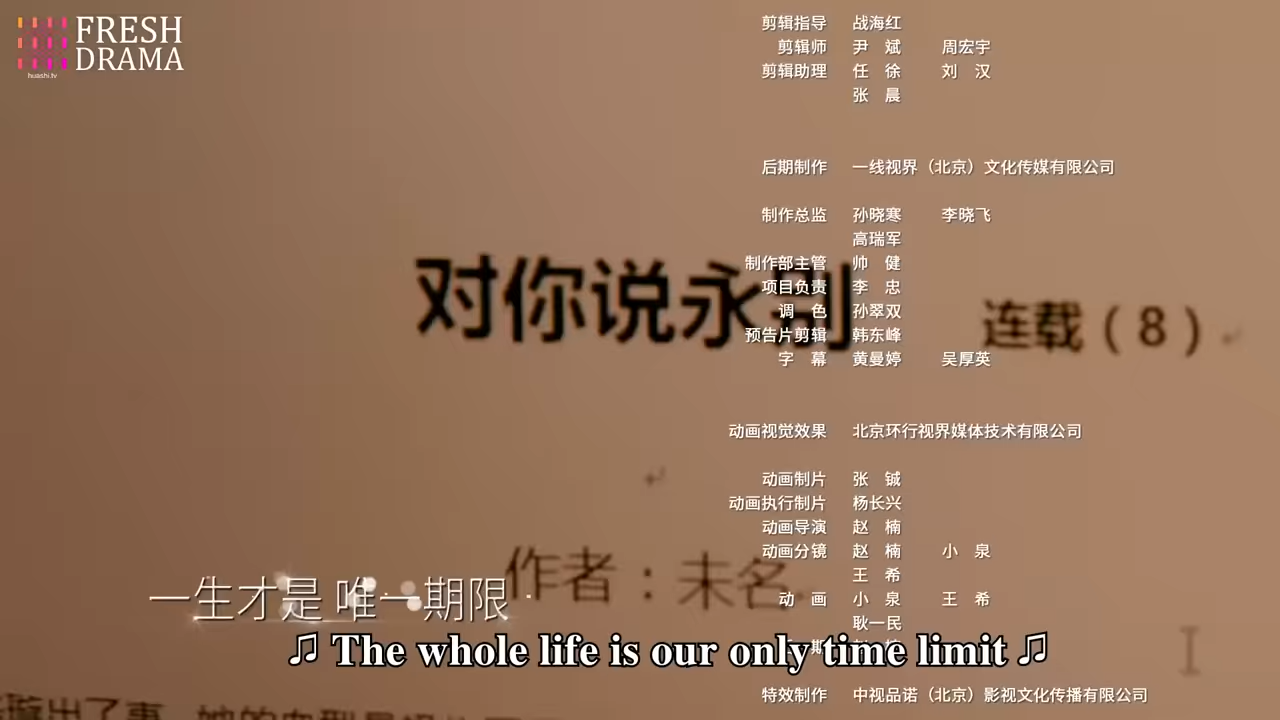 FRESH
DRAMA
huashi.tv
剪辑指导 战海红
剪辑师 尹 斌 周宏宇
剪辑助理 任 徐 刘 汉
张 晨
后期制作 一线视界（北京）文化传媒有限公司
制作总监 孙晓寒 李晓飞
高瑞军
制作部主管 帅 健
项目负责 李 忠
调 色 孙翠双
预告片剪辑 韩东峰
字 幕 黄曼婷 吴厚英
对你说永别 连载（8）
动画视觉效果 北京环行视界媒体技术有限公司
动画制片 张 铖
动画执行制片 杨长兴
动画导演 赵 楠
动画分镜 赵 楠 小 泉
王 希
动 画 小 泉 王 希
耿一民
作者：未名
一生才是 唯一期限
♫ The whole life is our only time limit ♫
特效制作 中视品诺（北京）影视文化传播有限公司